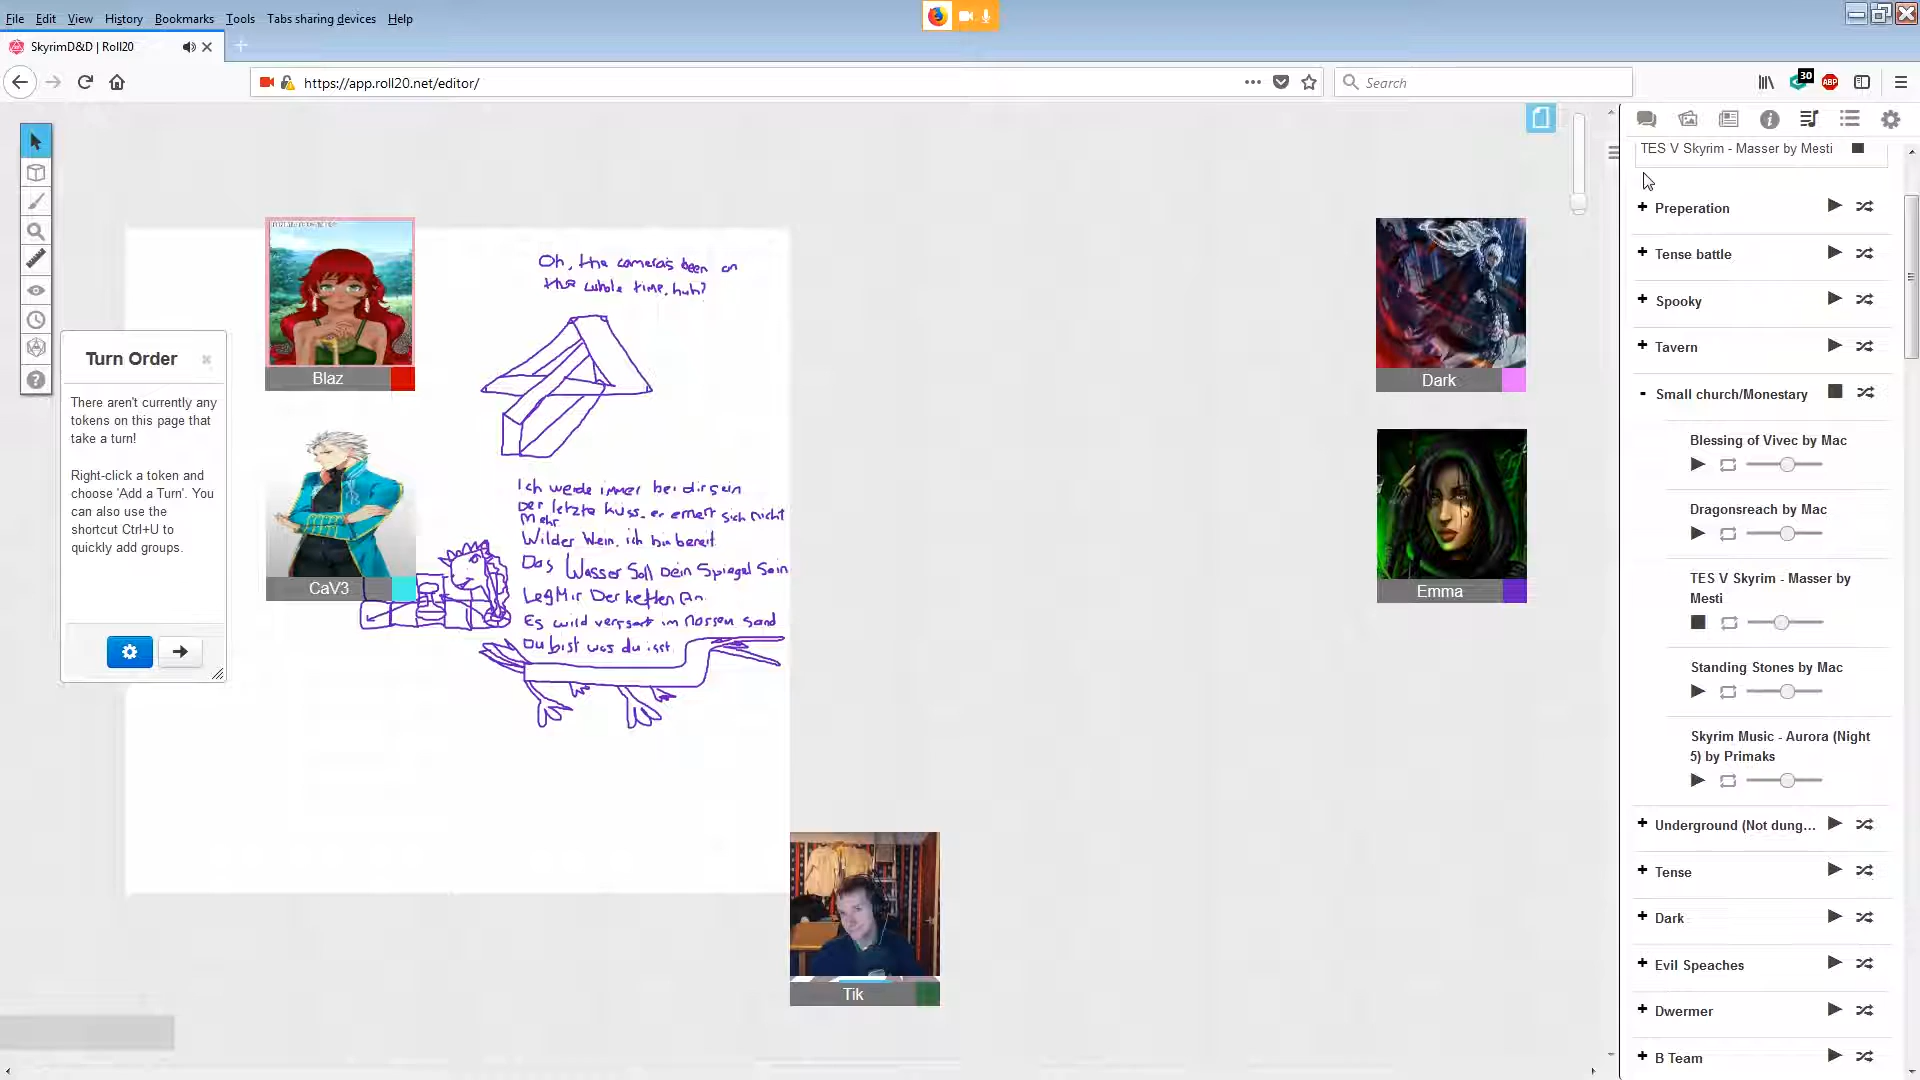 File Edit View History Bookmarks Tools Tabs sharing devices Help
SkyrimD&D | Roll20
https://app.roll20.net/editor/
Search
30
ABP
TES V Skyrim - Masser by Mesti
Preperation
Tense battle
Spooky
Tavern
Small church/Monestary
Blessing of Vivec by Mac
Dragonsreach by Mac
TES V Skyrim - Masser by
Mesti
Standing Stones by Mac
Skyrim Music - Aurora (Night
5) by Primaks
Underground (Not dung...
Tense
Dark
Evil Speaches
Dwermer
B Team
Turn Order
There aren't currently any
tokens on this page that
take a turn!
Right-click a token and
choose 'Add a Turn'. You
can also use the
shortcut Ctrl+U to
quickly add groups.
Blaz
CaV3
Dark
Emma
Tik
Oh, the camera's been on
the whole time, huh?
Ich werde immer bei dir sein
Der letzte kuss. er ernert sich nicht
Mehr
Wilder Wein. ich bin bereit
Das Wasser Soll Dein Spiegel Sein
Leg Mir Der ketten An
Es wild im nassen Sand
Du bist was du isst.